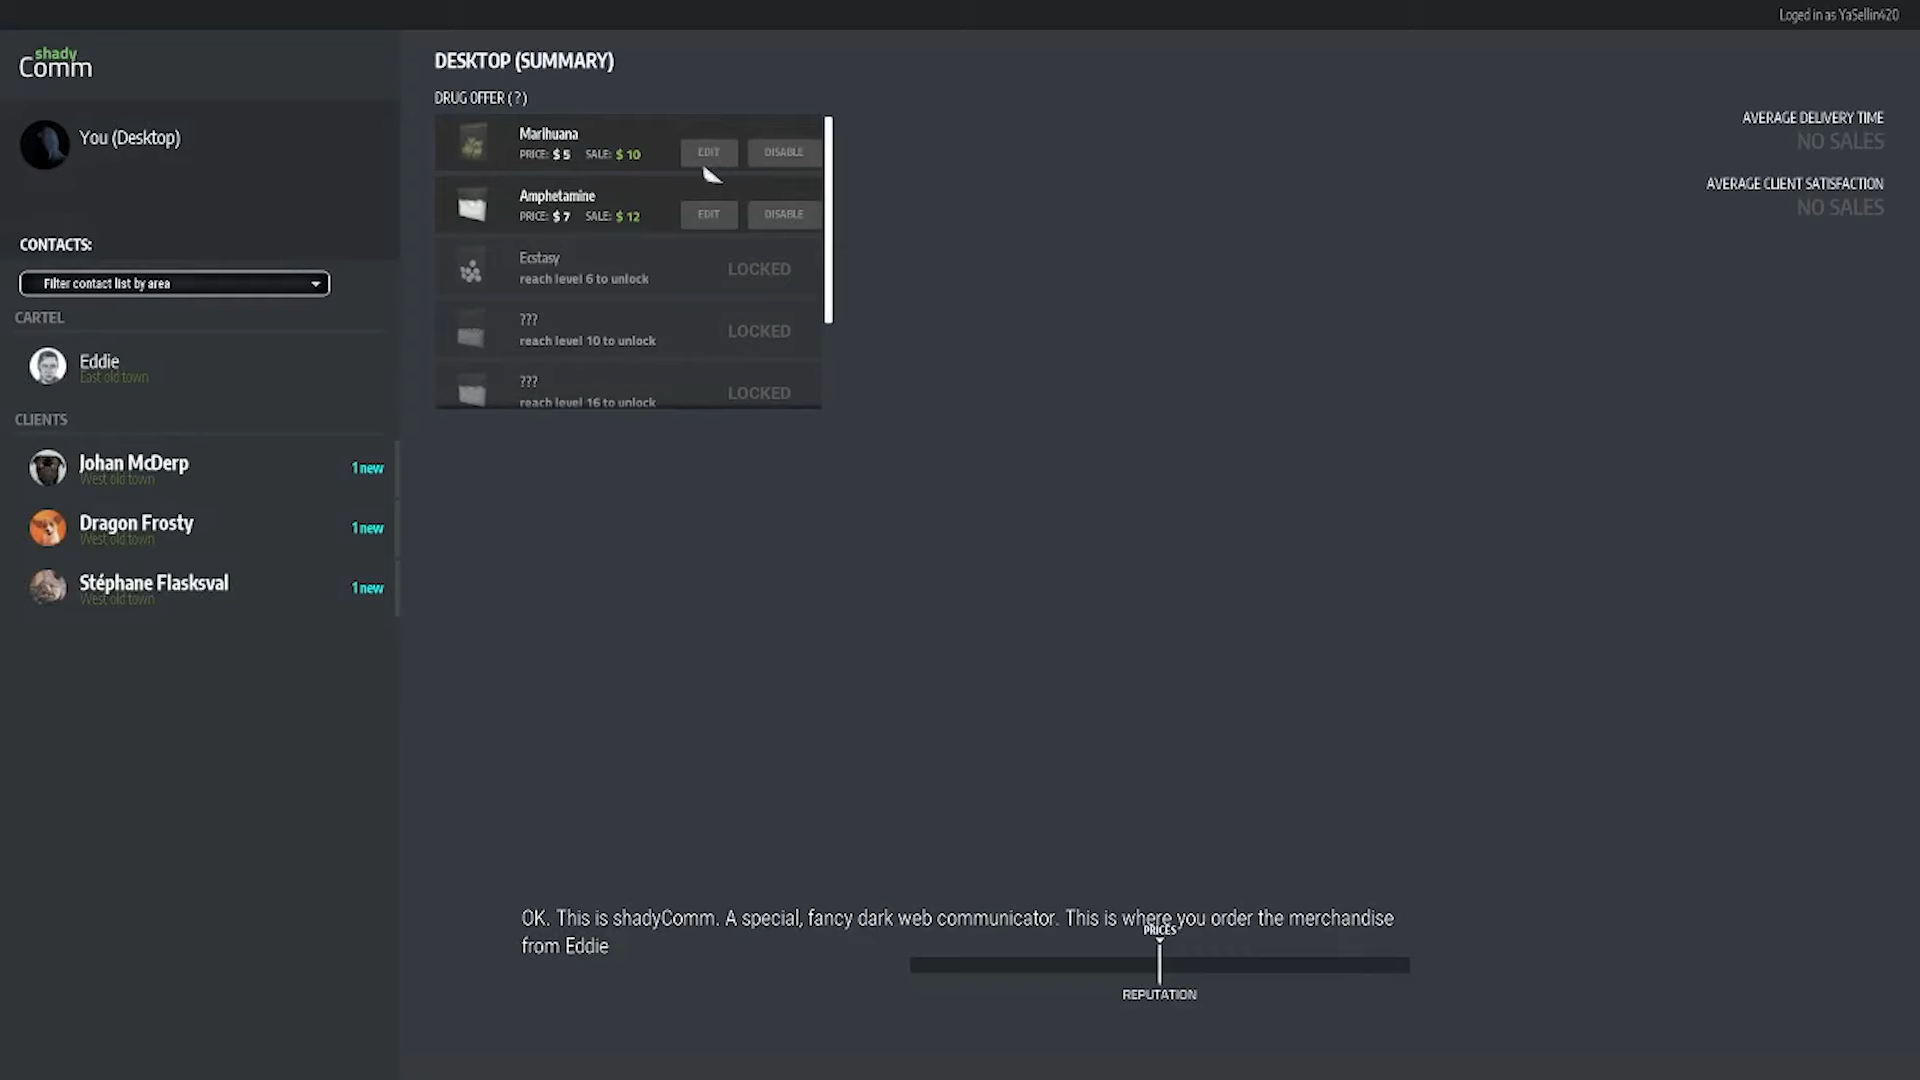 Loged in as YaSellin420
shady
Comm
You (Desktop)
CONTACTS:
Filter contact list by area
CARTEL
Eddie
East old town
CLIENTS
Johan McDerp
West old town
1 new
Dragon Frosty
West old town
1 new
Stéphane Flasksval
West old town
1 new
DESKTOP (SUMMARY)
DRUG OFFER ( ? )
Marihuana
PRICE: $ 5 SALE: $ 10
EDIT
DISABLE
Amphetamine
PRICE: $ 7 SALE: $ 12
EDIT
DISABLE
Ecstasy
reach level 6 to unlock
LOCKED
???
reach level 10 to unlock
LOCKED
???
reach level 16 to unlock
LOCKED
AVERAGE DELIVERY TIME
NO SALES
AVERAGE CLIENT SATISFACTION
NO SALES
OK. This is shadyComm. A special, fancy dark web communicator. This is where you order the merchandise
from Eddie
PRICES
REPUTATION